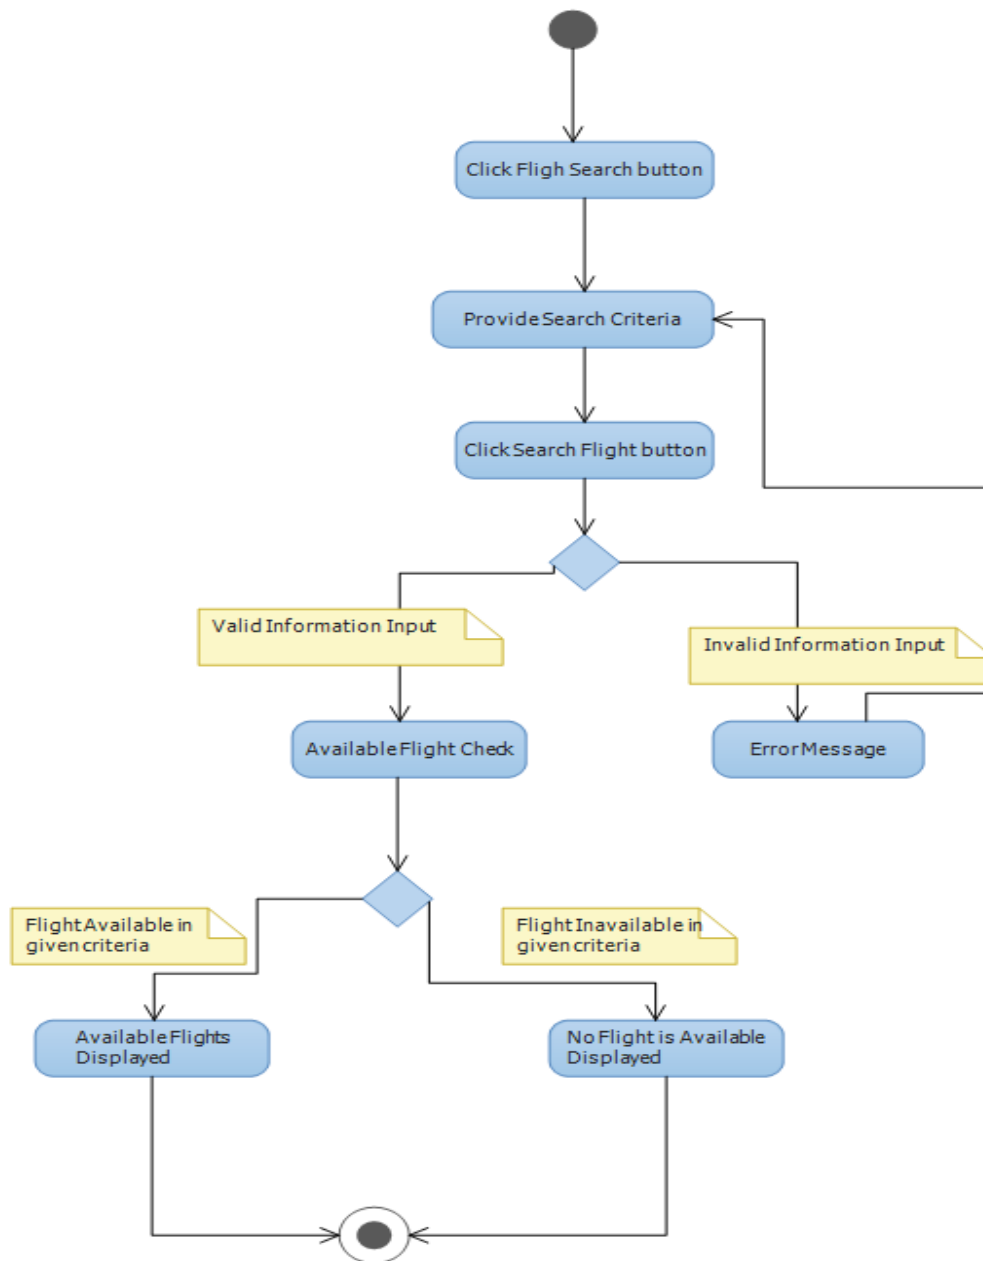 Click Fligh Search button
Provide Search Criteria
Click Search Flight button
Valid Information Input
Invalid Information Input
Available Flight Check
Error Message
Flight Available in
given criteria
Flight Inavailable in
given criteria
Available Flights
Displayed
No Flight is Available
Displayed